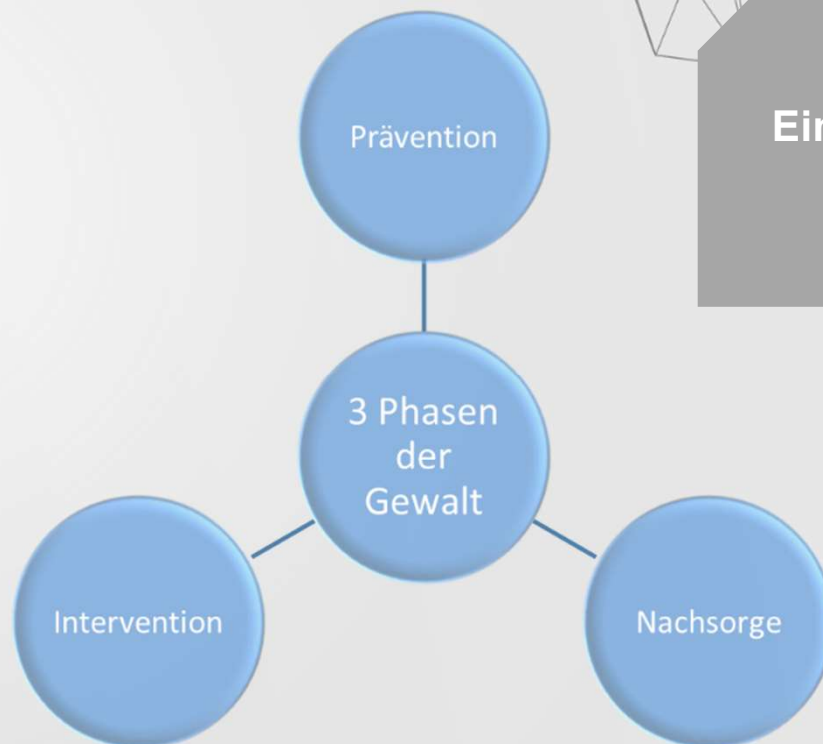 Prävention
3 Phasen
der
Gewalt
Intervention
Nachsorge